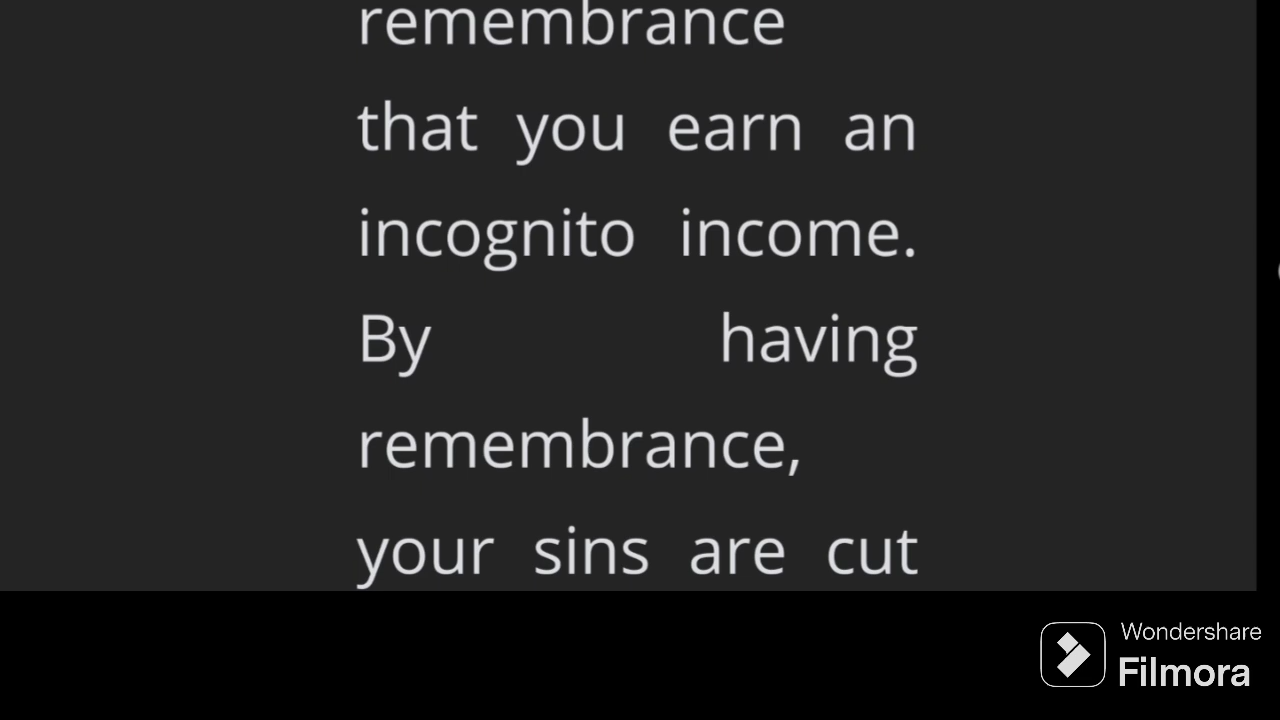 remembrance
that you earn an
incognito income.
By having
remembrance,
your sins are cut
Wondershare
Filmora